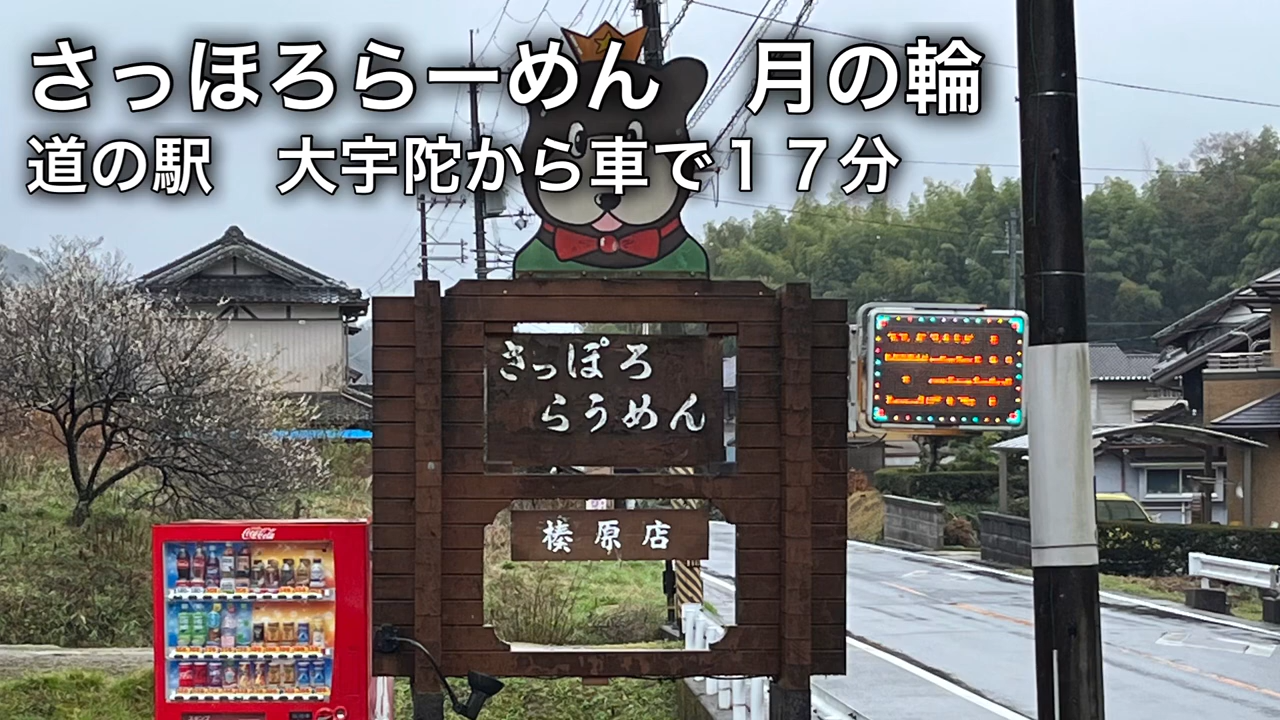 さっぽろらーめん　月の輪
道の駅　大宇陀から車で１７分
さっぽろ
らうめん
榛原店
Coca-Cola